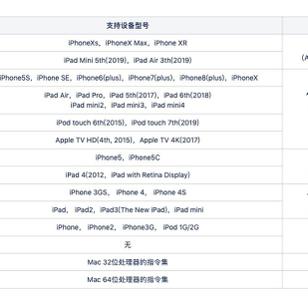 支持设备型号
iPhoneXs、iPhoneX Max、iPhone XR
iPad Mini 5th(2019)、iPad Air 3th(2019)
iPhone5S、iPhone SE、iPhone6(plus)、iPhone7(plus)、iPhone8(plus)、iPhoneX
iPad Air、iPad Pro、iPad 5th(2017)、iPad 6th(2018)
iPad mini2、iPad mini3、iPad mini4
iPod touch 6th(2015)、iPod touch 7th(2019)
Apple TV HD(4th, 2015)、Apple TV 4K(2017)
iPhone5、iPhone5C
iPad 4(2012, iPad with Retina Display)
iPhone 3GS、 iPhone 4、 iPhone 4S
iPad、 iPad2、iPad3(The New iPad)、iPad mini
iPhone、 iPhone2、 iPhone3G、 iPod 1G/2G
无
Mac 32位处理器的指令集
Mac 64位处理器的指令集